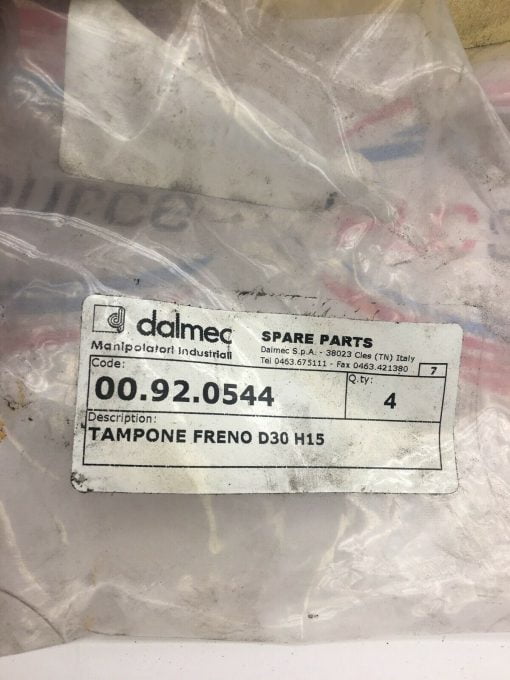 dalmec
Manipolatori Industriali
SPARE PARTS
Dalmec S.p.A. - 38023 Cles (TN) Italy
Tel 0463.675111 - Fax 0463.421380
7
Code:
00.92.0544
Q.ty:
4
Description:
TAMPONE FRENO D30 H15